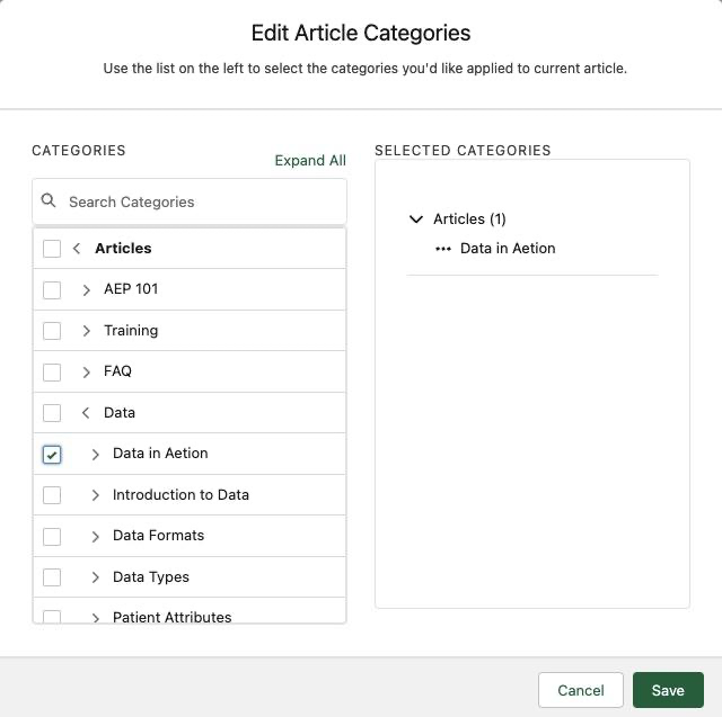 Edit Article Categories
Use the list on the left to select the categories you'd like applied to current article.
CATEGORIES
Expand All
Search Categories
Articles
AEP 101
Training
FAQ
Data
Data in Aetion
Introduction to Data
Data Formats
Data Types
Patient Attributes
SELECTED CATEGORIES
Articles (1)
Data in Aetion
Cancel
Save